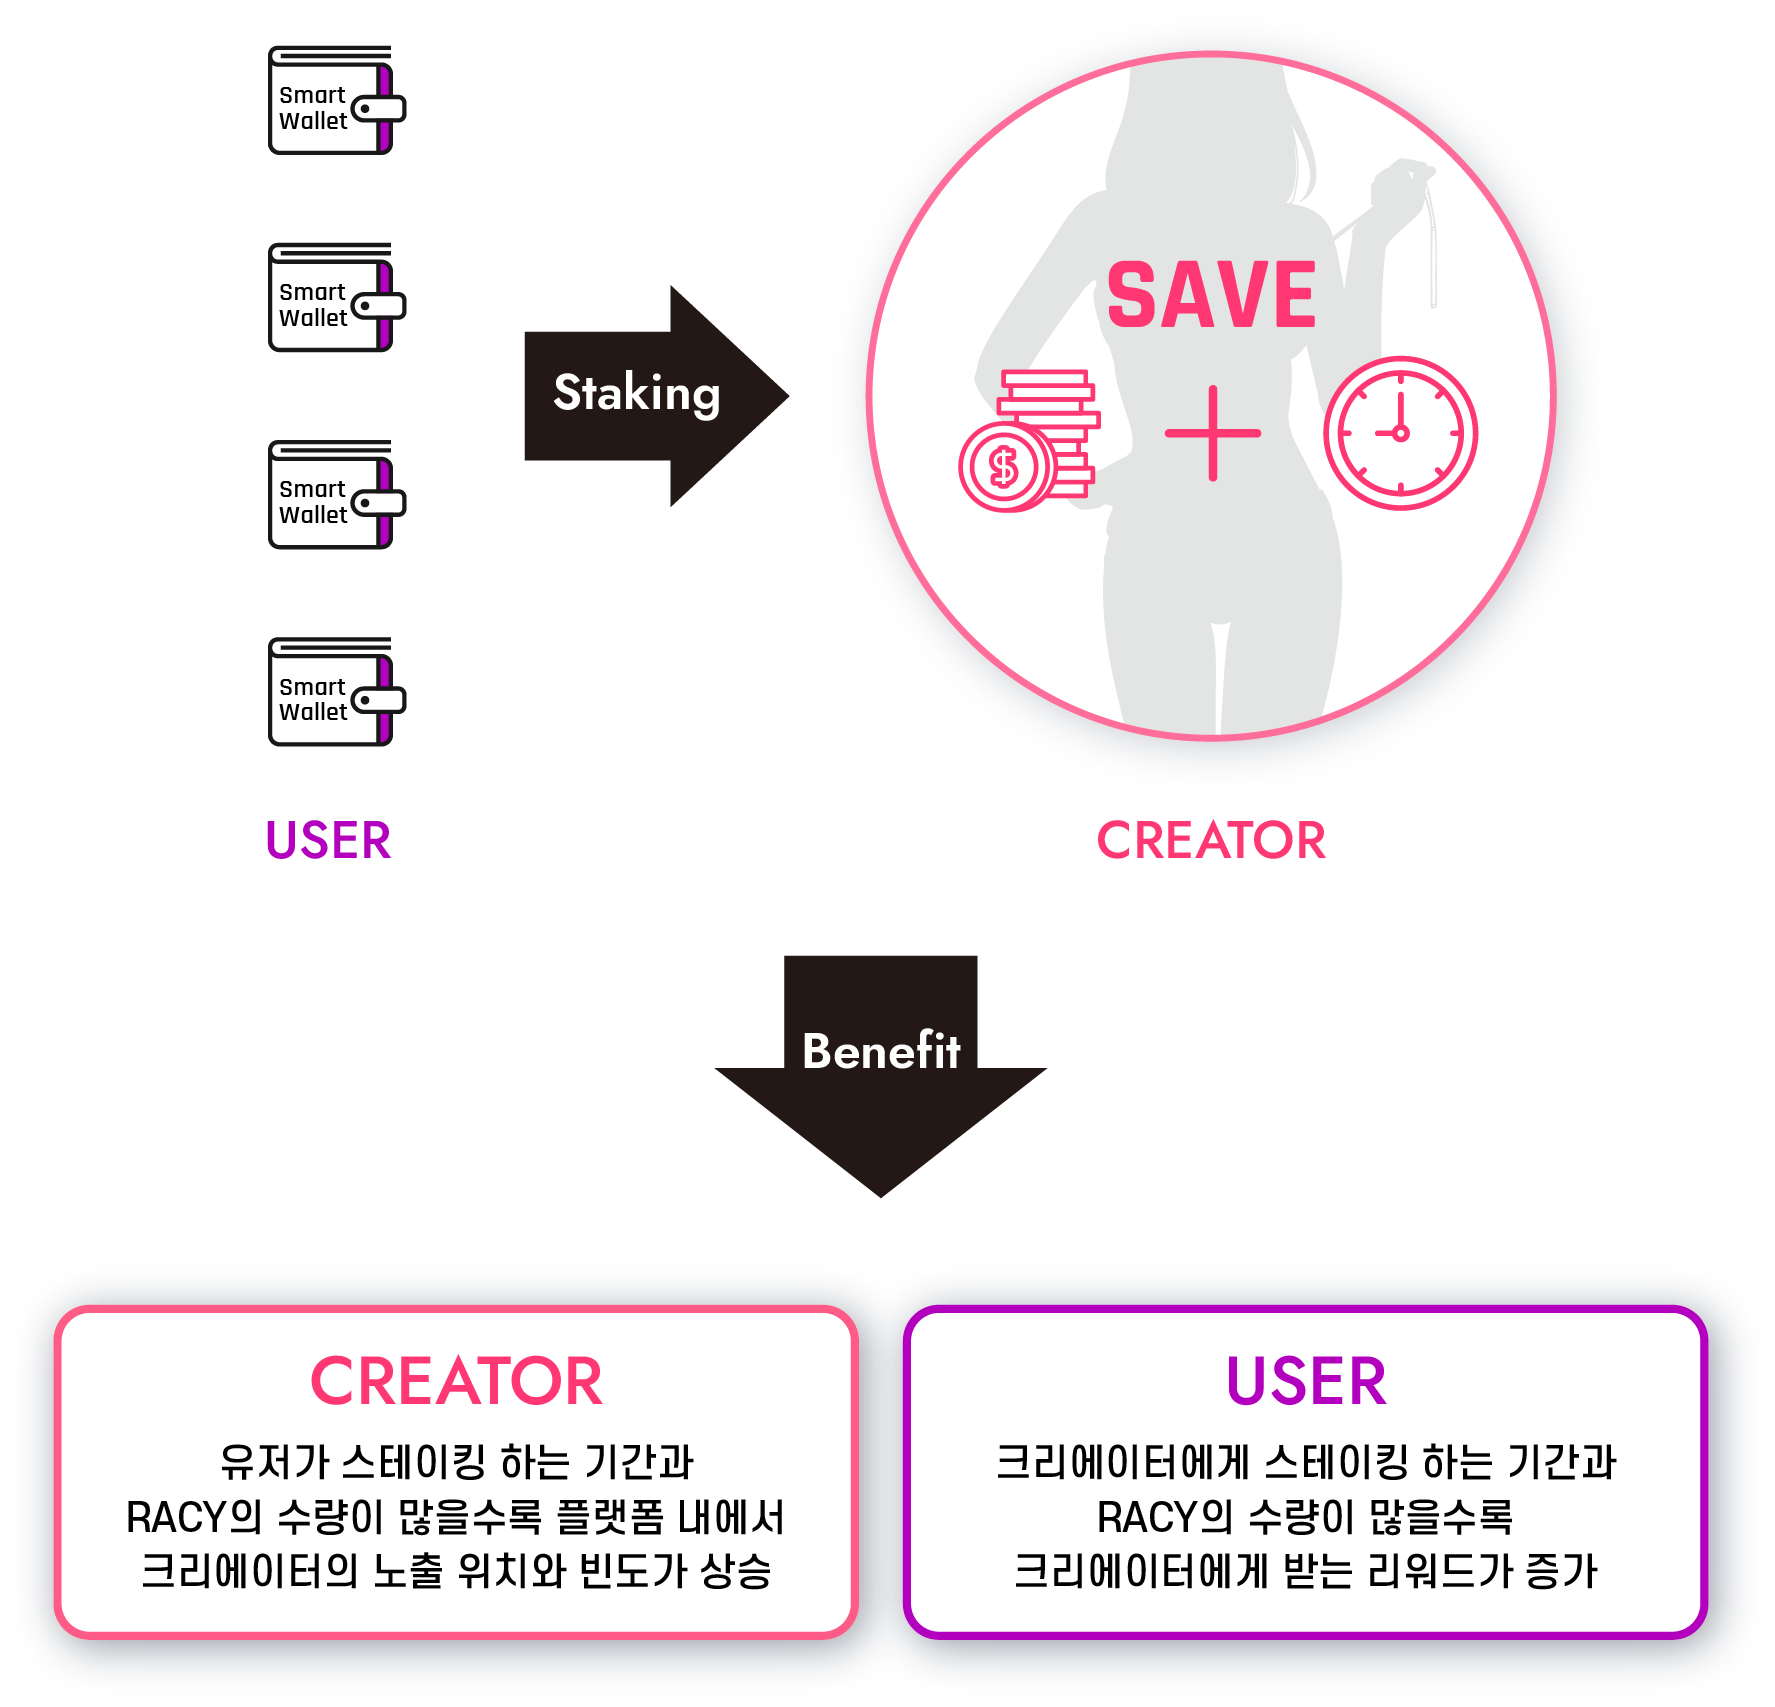 Smart
Wallet
Smart
Wallet
Smart
Wallet
Smart
Wallet
USER
Staking
SAVE
$
CREATOR
Benefit
CREATOR
유저가 스테이킹 하는 기간과
RACY의 수량이 많을수록 플랫폼 내에서
크리에이터의 노출 위치와 빈도가 상승
USER
크리에이터에게 스테이킹 하는 기간과
RACY의 수량이 많을수록
크리에이터에게 받는 리워드가 증가